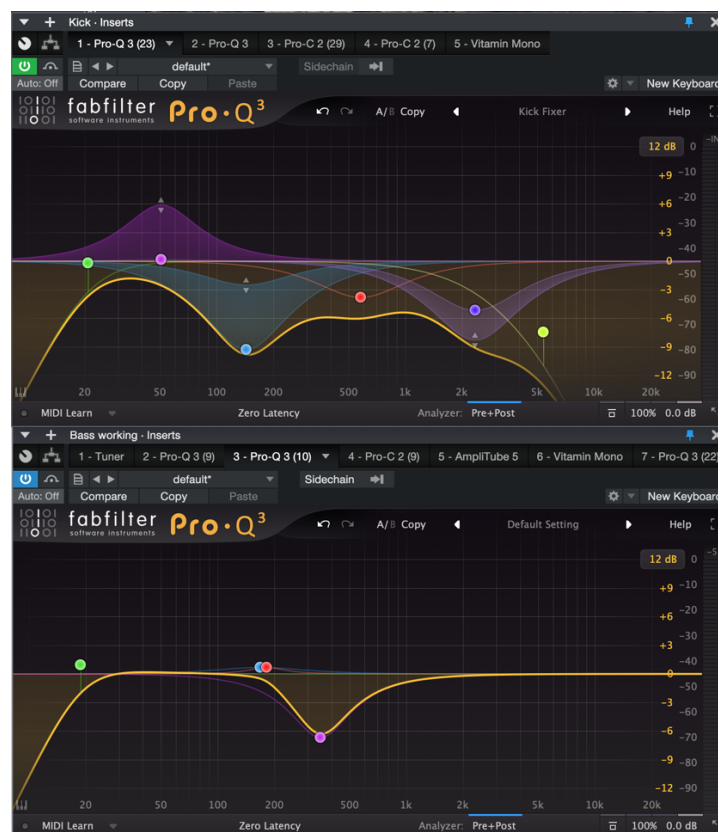 Kick · Inserts
1 - Pro-Q 3 (23) 2 - Pro-Q 3 3 - Pro-C 2 (29) 4 - Pro-C 2 (7) 5 - Vitamin Mono
default* Sidechain
Auto: Off Compare Copy Paste New Keyboard
fabfilter Pro·Q3 A/B Copy Kick Fixer Help
software instruments
12 dB 0 -IN
+9 -10
+6 -20
-30
+3 -40
0 -50
-3 -60
-6 -70
-9 -80
-12 -90
20 50 100 200 500 1k 2k 5k 10k 20k
MIDI Learn Zero Latency Analyzer: Pre+Post 100% 0.0 dB
Bass working · Inserts
1 - Tuner 2 - Pro-Q 3 (9) 3 - Pro-Q 3 (10) 4 - Pro-C 2 (9) 5 - AmpliTube 5 6 - Vitamin Mono 7 - Pro-Q 3 (22)
default* Sidechain
Auto: Off Compare Copy Paste New Keyboard
fabfilter Pro·Q3 A/B Copy Default Setting Help
software instruments
12 dB 0 -5
+9 -10
+6 -20
-30
+3 -40
0 -50
-3 -60
-6 -70
-9 -80
-12 -90
20 50 100 200 500 1k 2k 5k 10k 20k
MIDI Learn Zero Latency Analyzer: Pre+Post 100% 0.0 dB